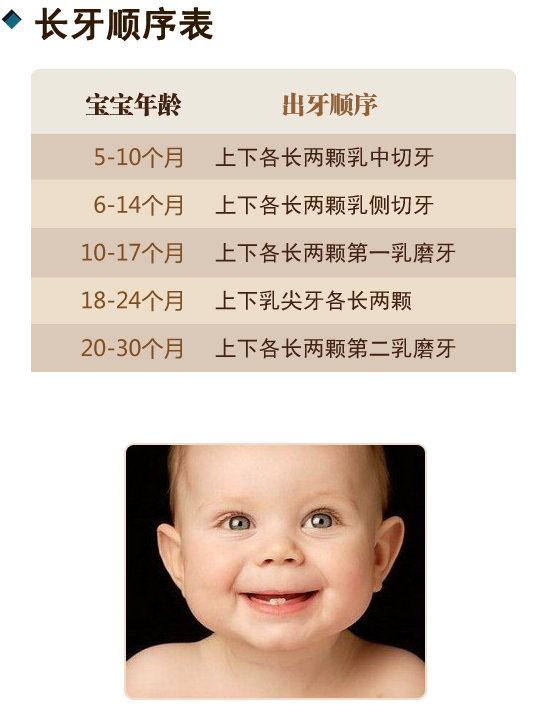 长牙顺序表
宝宝年龄 出牙顺序
5-10个月 上下各长两颗乳中切牙
6-14个月 上下各长两颗乳侧切牙
10-17个月 上下各长两颗第一乳磨牙
18-24个月 上下乳尖牙各长两颗
20-30个月 上下各长两颗第二乳磨牙